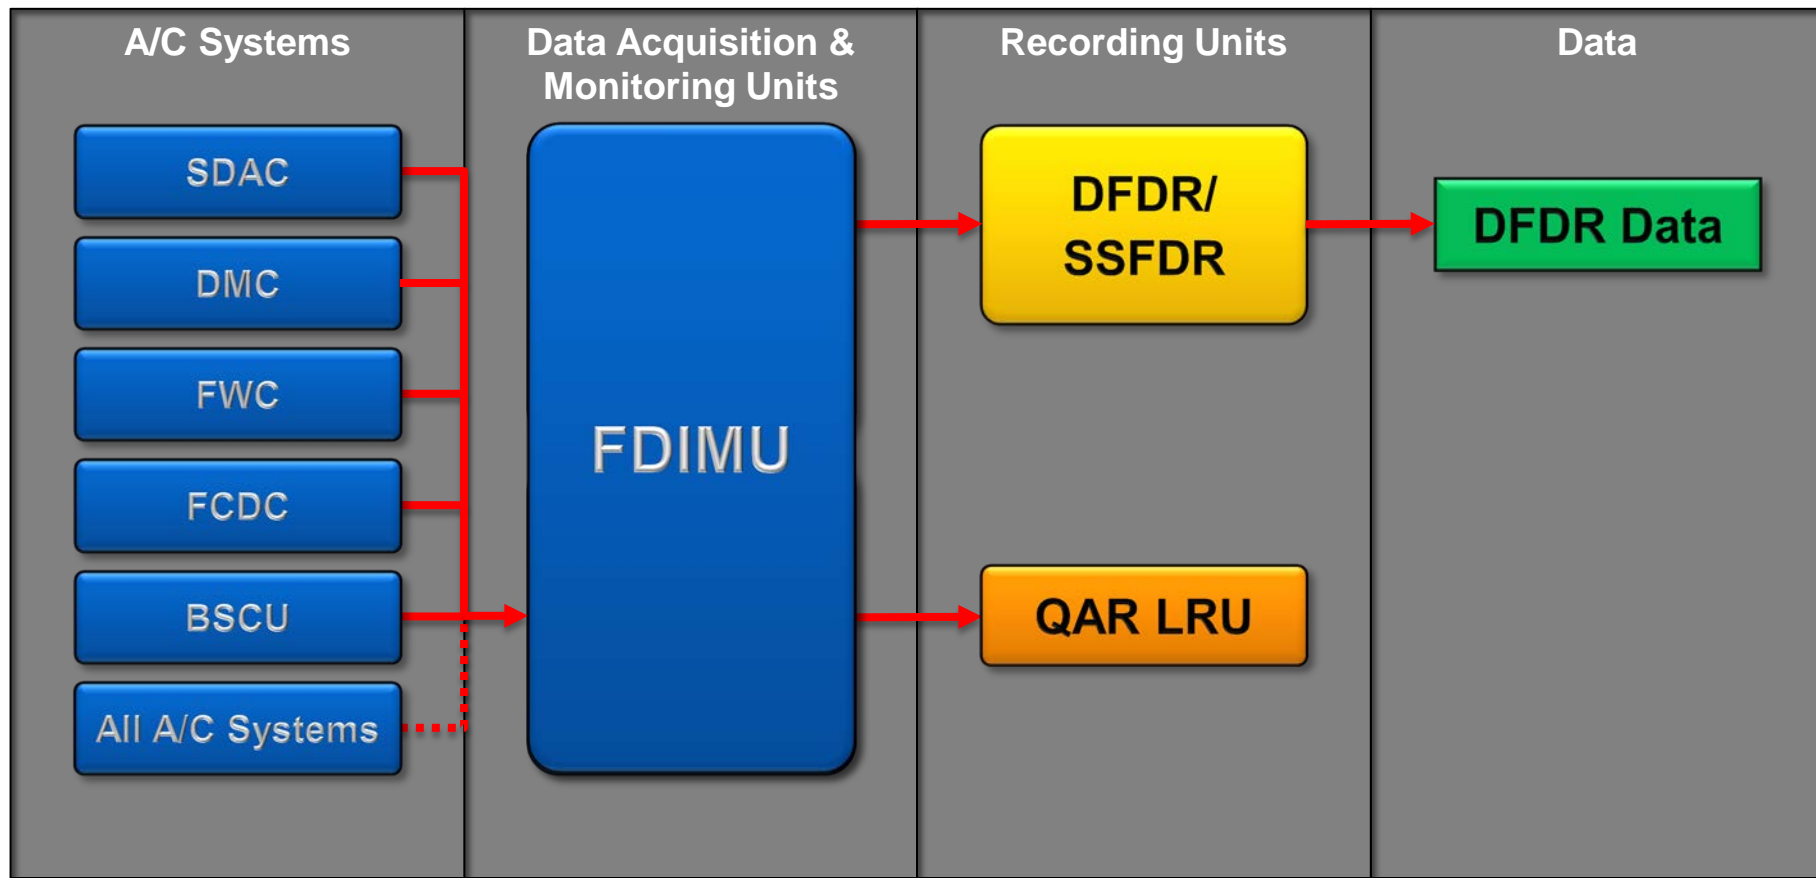 A/C Systems
Data Acquisition &
Monitoring Units
Recording Units
Data
SDAC
DMC
FWC
FCDC
BSCU
All A/C Systems
FDIMU
DFDR/
SSFDR
QAR LRU
DFDR Data